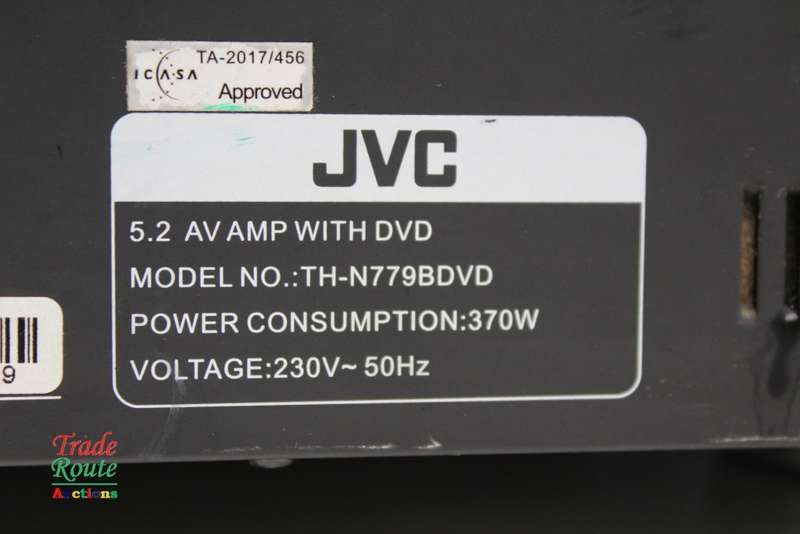 TA-2017/456
ICASA
Approved
JVC
5.2 AV AMP WITH DVD
MODEL NO.:TH-N779BDVD
POWER CONSUMPTION:370W
VOLTAGE:230V~ 50Hz
9
Trade
Route
Auctions